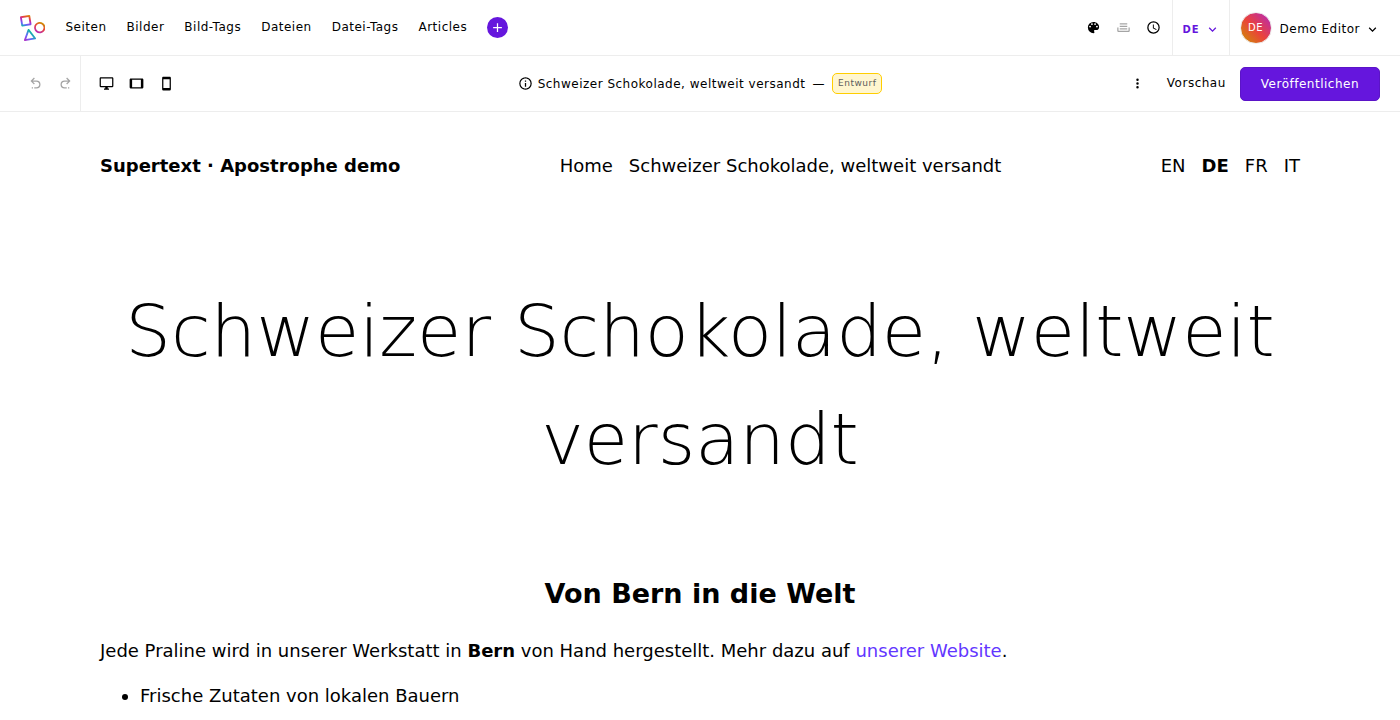 Seiten Bilder Bild-Tags Dateien Datei-Tags Articles DE DE Demo Editor
Schweizer Schokolade, weltweit versandt — Entwurf Vorschau Veröffentlichen
Supertext · Apostrophe demo Home Schweizer Schokolade, weltweit versandt EN DE FR IT
Schweizer Schokolade, weltweit
versandt
Von Bern in die Welt
Jede Praline wird in unserer Werkstatt in Bern von Hand hergestellt. Mehr dazu auf unserer Website.
• Frische Zutaten von lokalen Bauern